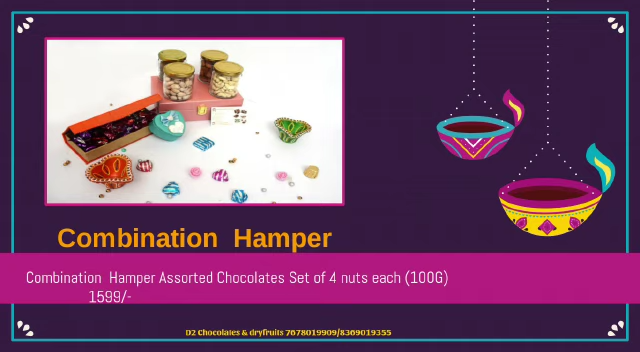 Combination Hamper
Combination Hamper Assorted Chocolates Set of 4 nuts each (100G)
1599/-
D2 Chocolates & dryfruits 7678019909/8369019355